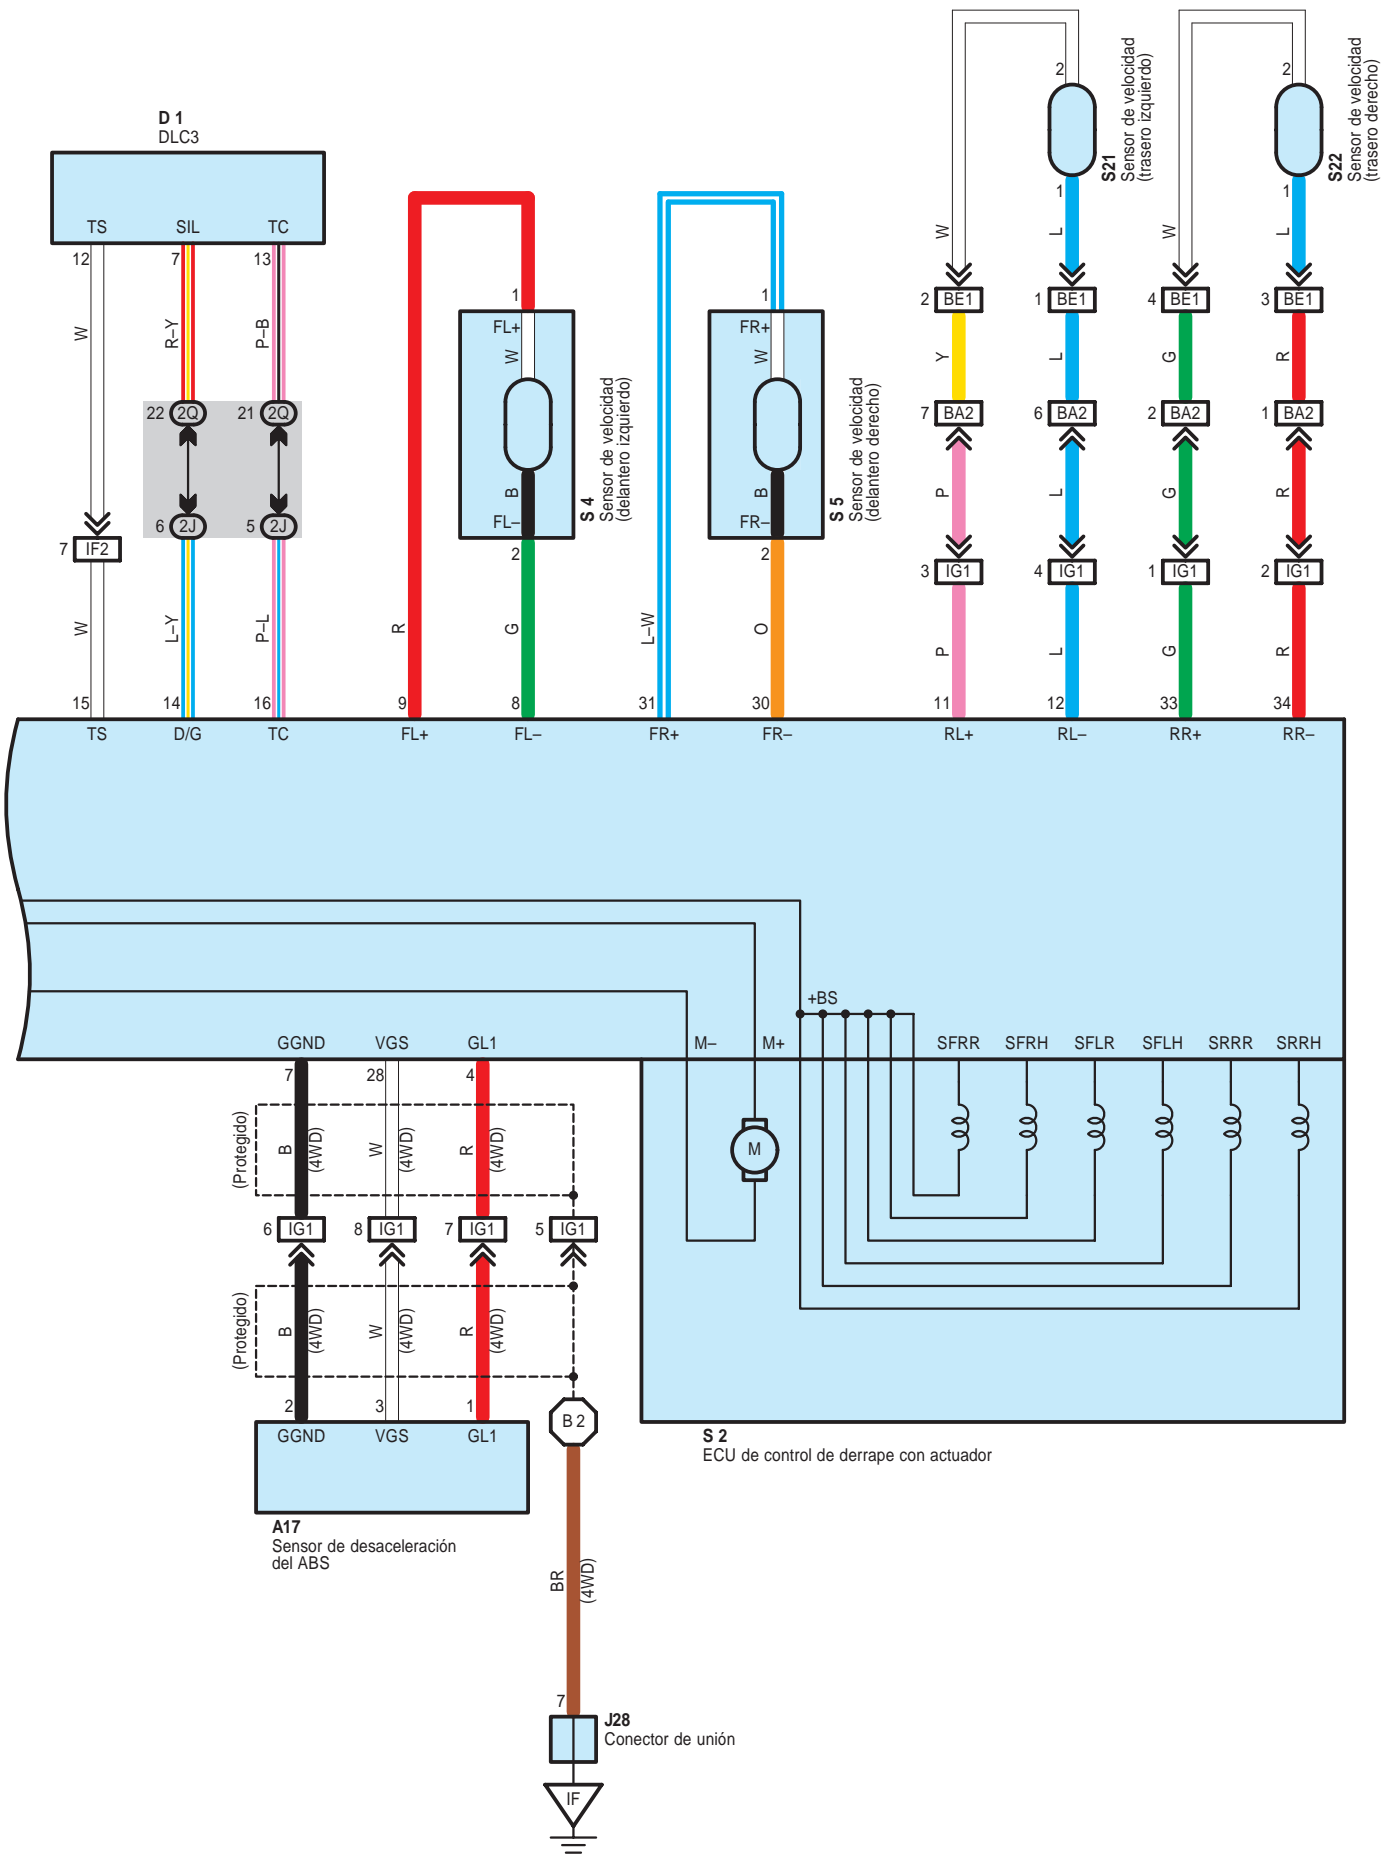 D 1
DLC3
TS SIL TC
12 7 13
W R–Y P–B
22 2Q 21 2Q
6 2J 5 2J
7 IF2
W L–Y P–L
15 14 16
TS D/G TC
1
FL+
W
B
FL–
2
S 4
Sensor de velocidad
(delantero izquierdo)
R G
9 8
FL+ FL–
1
FR+
W
B
FR–
2
S 5
Sensor de velocidad
(delantero derecho)
L–W O
31 30
FR+ FR–
2
S21
Sensor de velocidad
(trasero izquierdo)
1
2
S22
Sensor de velocidad
(trasero derecho)
1
W L W L
2 BE1 1 BE1 4 BE1 3 BE1
Y L G R
7 BA2 6 BA2 2 BA2 1 BA2
P L G R
3 IG1 4 IG1 1 IG1 2 IG1
P L G R
11 12 33 34
RL+ RL– RR+ RR–
+BS
GGND VGS GL1
M– M+ SFRR SFRH SFLR SFLH SRRR SRRH
7 28 4
(Protegido)
B (4WD) W (4WD) R (4WD)
M
6 IG1 8 IG1 7 IG1 5 IG1
(Protegido)
B (4WD) W (4WD) R (4WD)
2 3 1
GGND VGS GL1
B 2
S 2
ECU de control de derrape con actuador
A17
Sensor de desaceleración
del ABS
BR (4WD)
7
J28
Conector de unión
IF